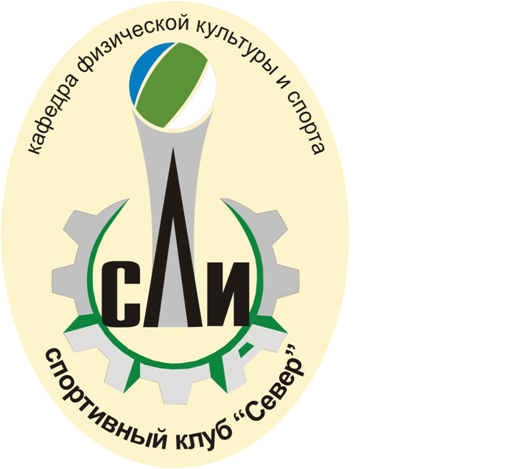 кафедра физической культуры и спорта
СЛИ
спортивный клуб “Север”